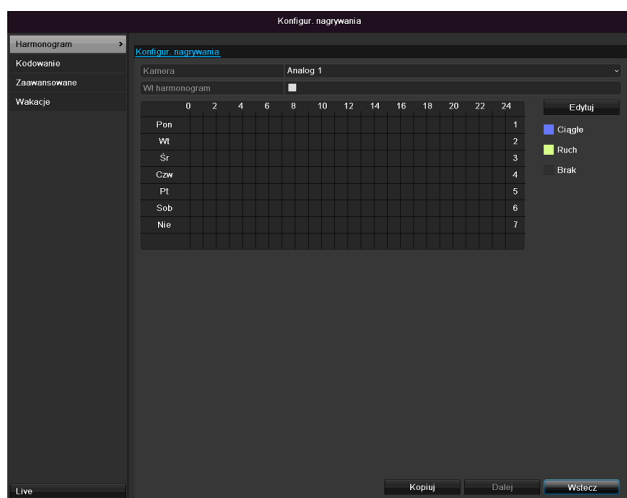 Konfigur. nagrywania
Harmonogram >
Kodowanie
Zaawansowane
Wakacje
Live
Konfigur. nagrywania
Kamera Analog 1
Wł harmonogram
0 2 4 6 8 10 12 14 16 18 20 22 24
Pon 1
Wt 2
Śr 3
Czw 4
Pt 5
Sob 6
Nie 7
Edytuj
Ciągle
Ruch
Brak
Kopiuj Dalej Wstecz